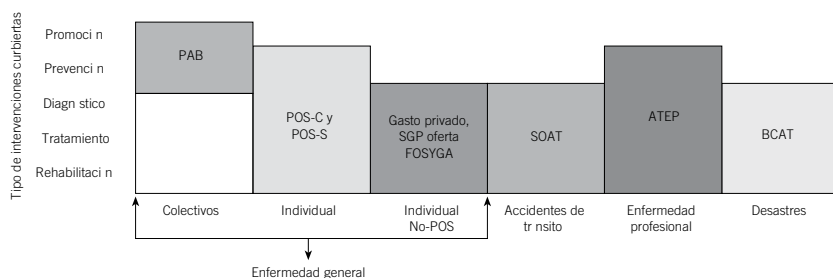 Tipo de intervenciones curbiertas
Promoci n
Prevenci n
Diagn stico
Tratamiento
Rehabilitaci n
PAB
POS-C y
POS-S
Gasto privado,
SGP oferta
FOSYGA
SOAT
ATEP
BCAT
Colectivos
Individual
Individual
No-POS
Accidentes de
tr nsito
Enfermedad
profesional
Desastres
Enfermedad general